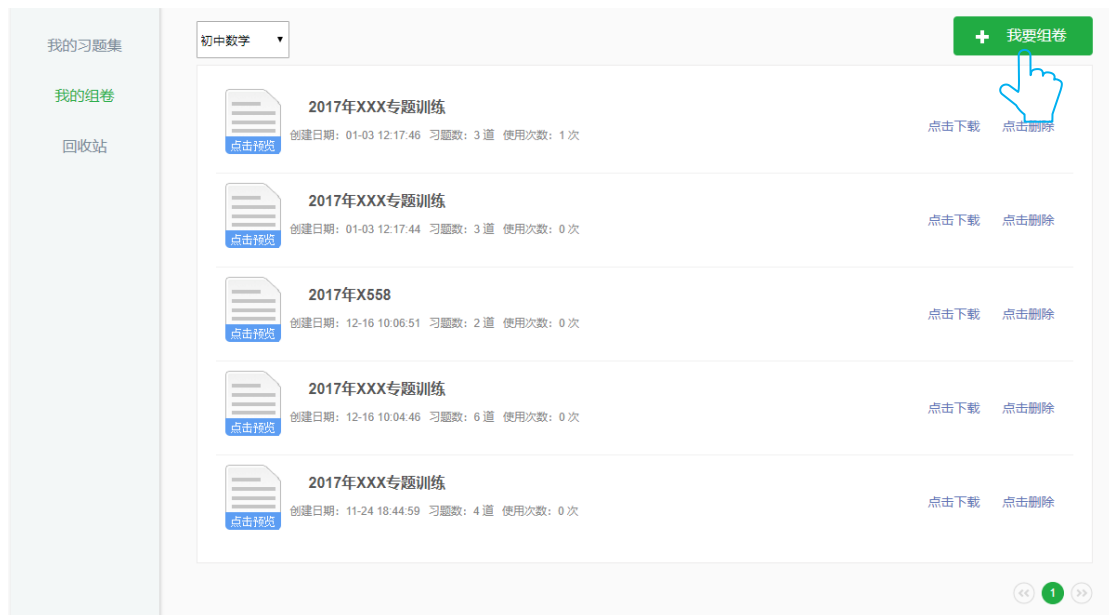 我的习题集
我的组卷
回收站
初中数学
我要组卷
2017年XXX专题训练
创建日期：01-03 12:17:46 习题数：3 道 使用次数：1 次
点击预览
点击下载 点击删除
2017年XXX专题训练
创建日期：01-03 12:17:44 习题数：3 道 使用次数：0 次
点击预览
点击下载 点击删除
2017年X558
创建日期：12-16 10:06:51 习题数：2 道 使用次数：0 次
点击预览
点击下载 点击删除
2017年XXX专题训练
创建日期：12-16 10:04:46 习题数：6 道 使用次数：0 次
点击预览
点击下载 点击删除
2017年XXX专题训练
创建日期：11-24 18:44:59 习题数：4 道 使用次数：0 次
点击预览
点击下载 点击删除
1